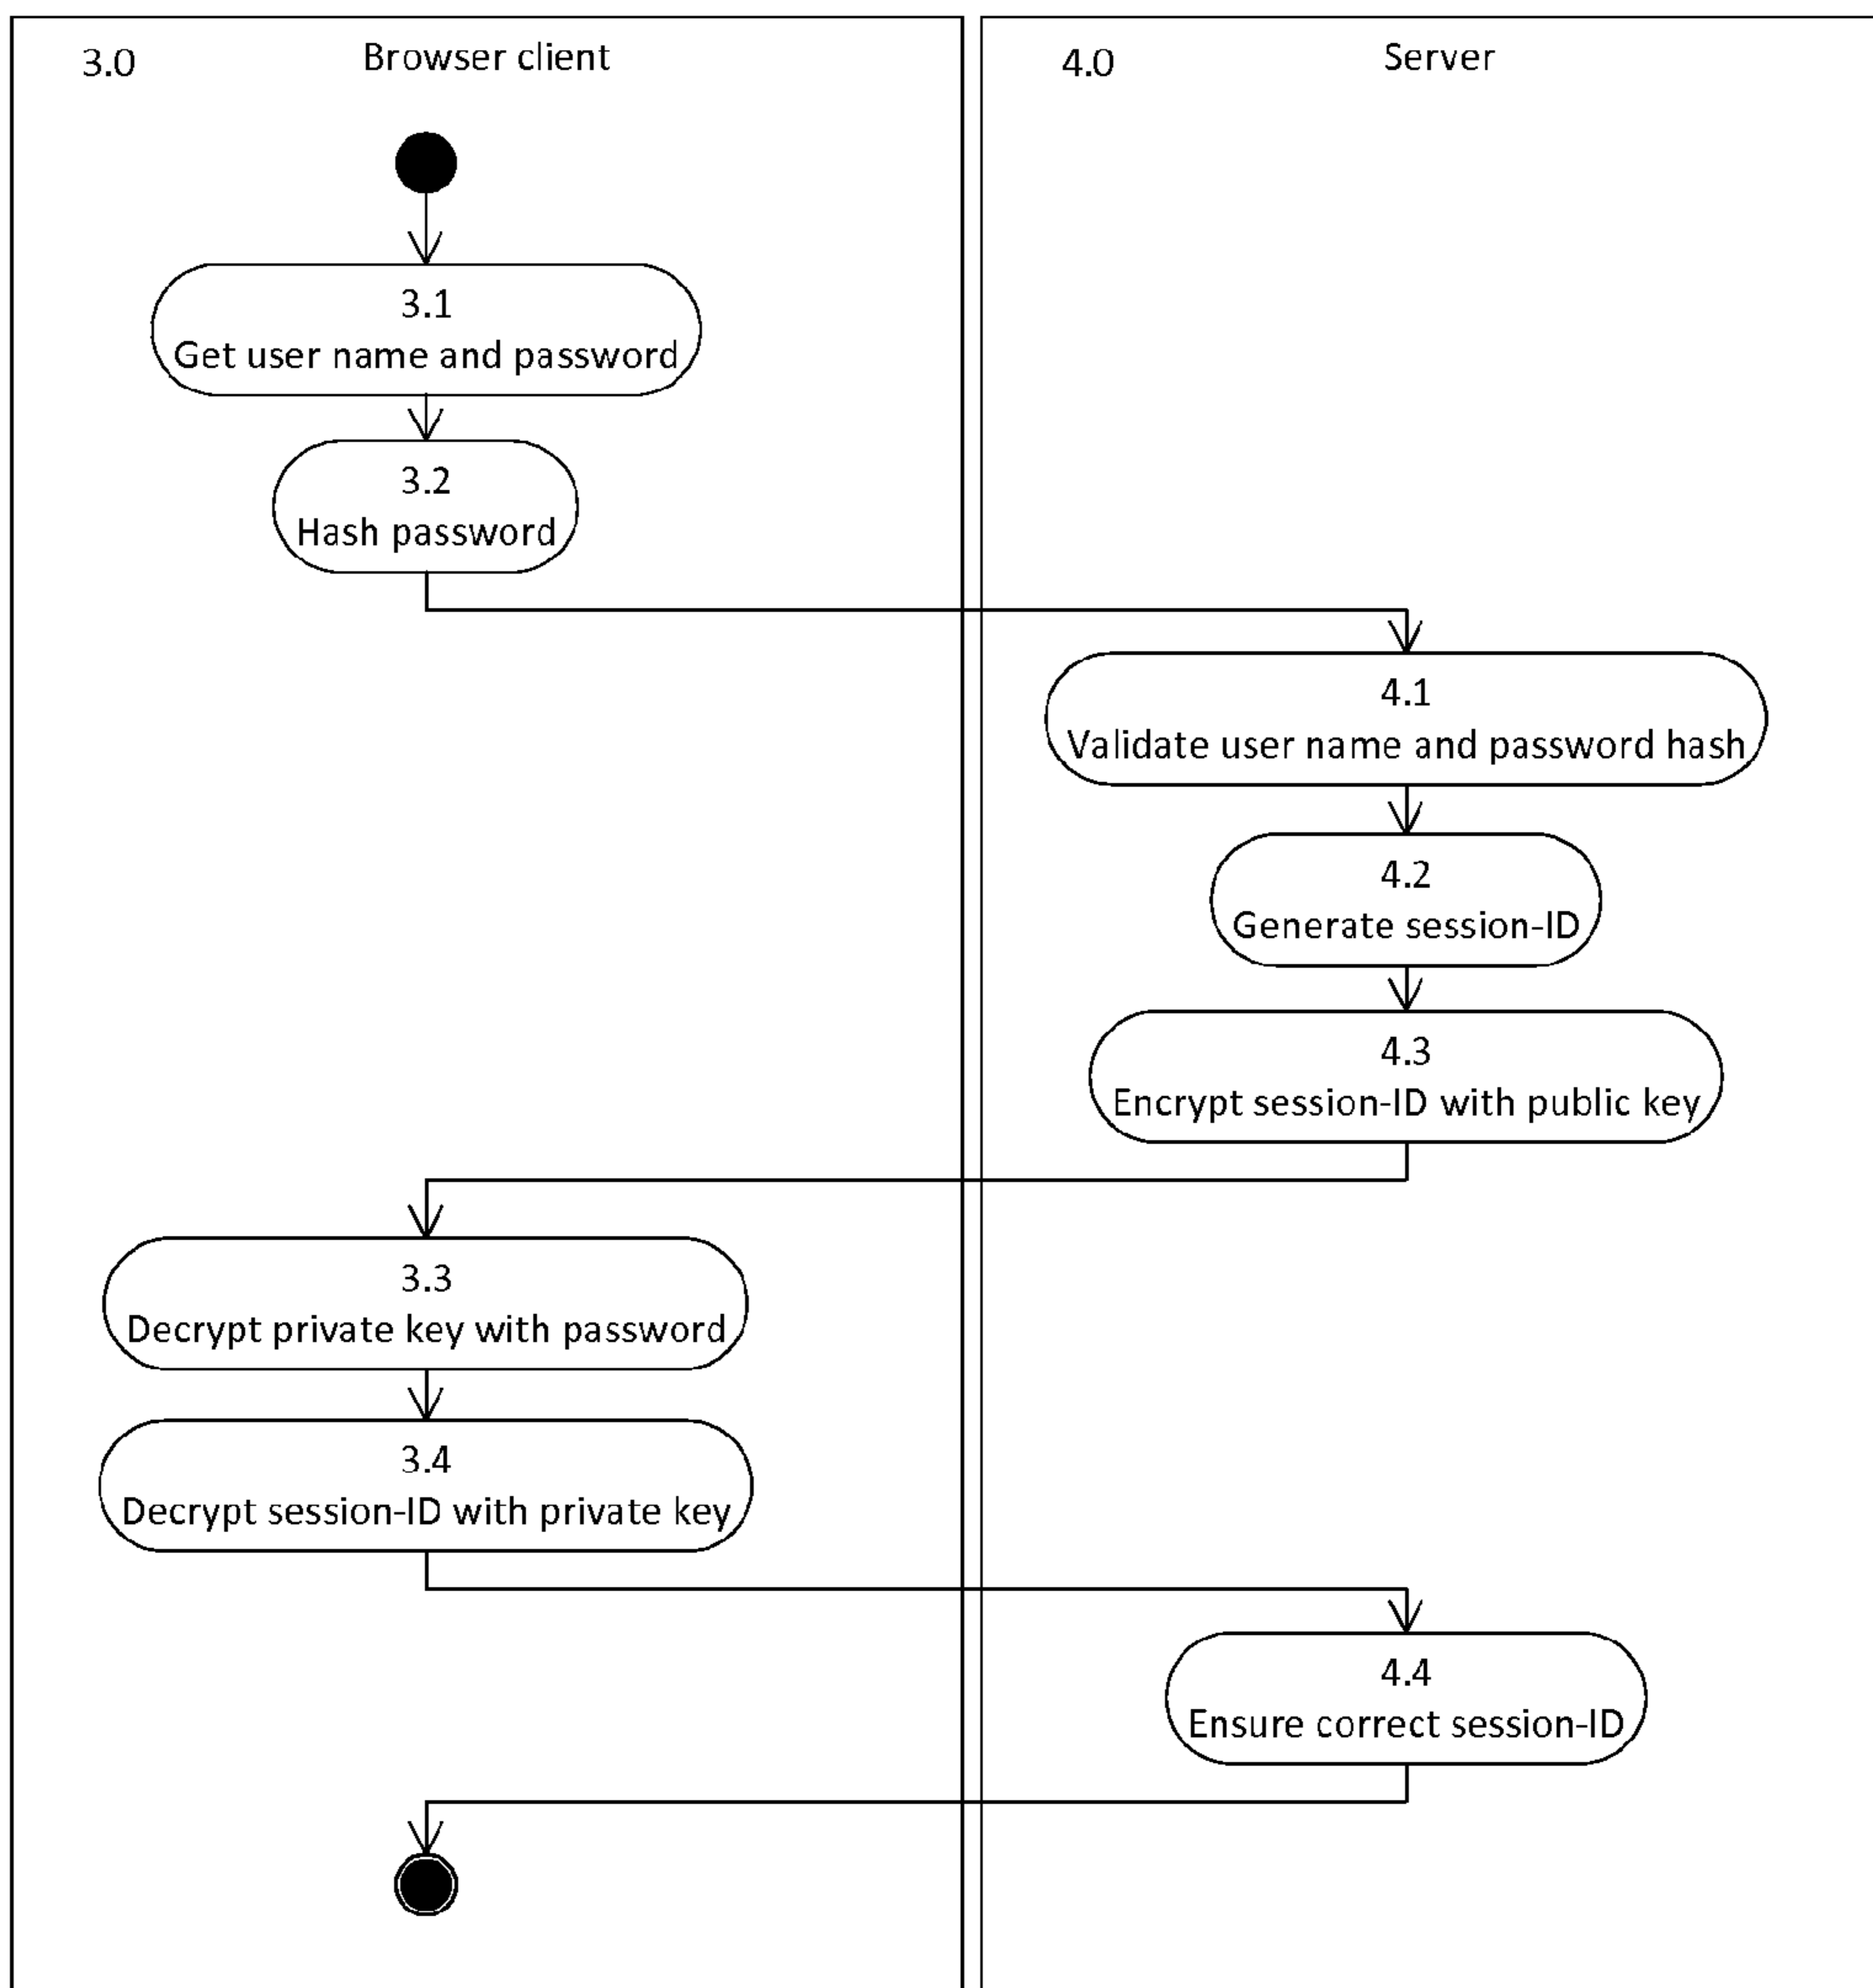 3.0
Browser client
4.0
Server
3.1
Get user name and password
3.2
Hash password
4.1
Validate user name and password hash
4.2
Generate session-ID
4.3
Encrypt session-ID with public key
3.3
Decrypt private key with password
3.4
Decrypt session-ID with private key
4.4
Ensure correct session-ID